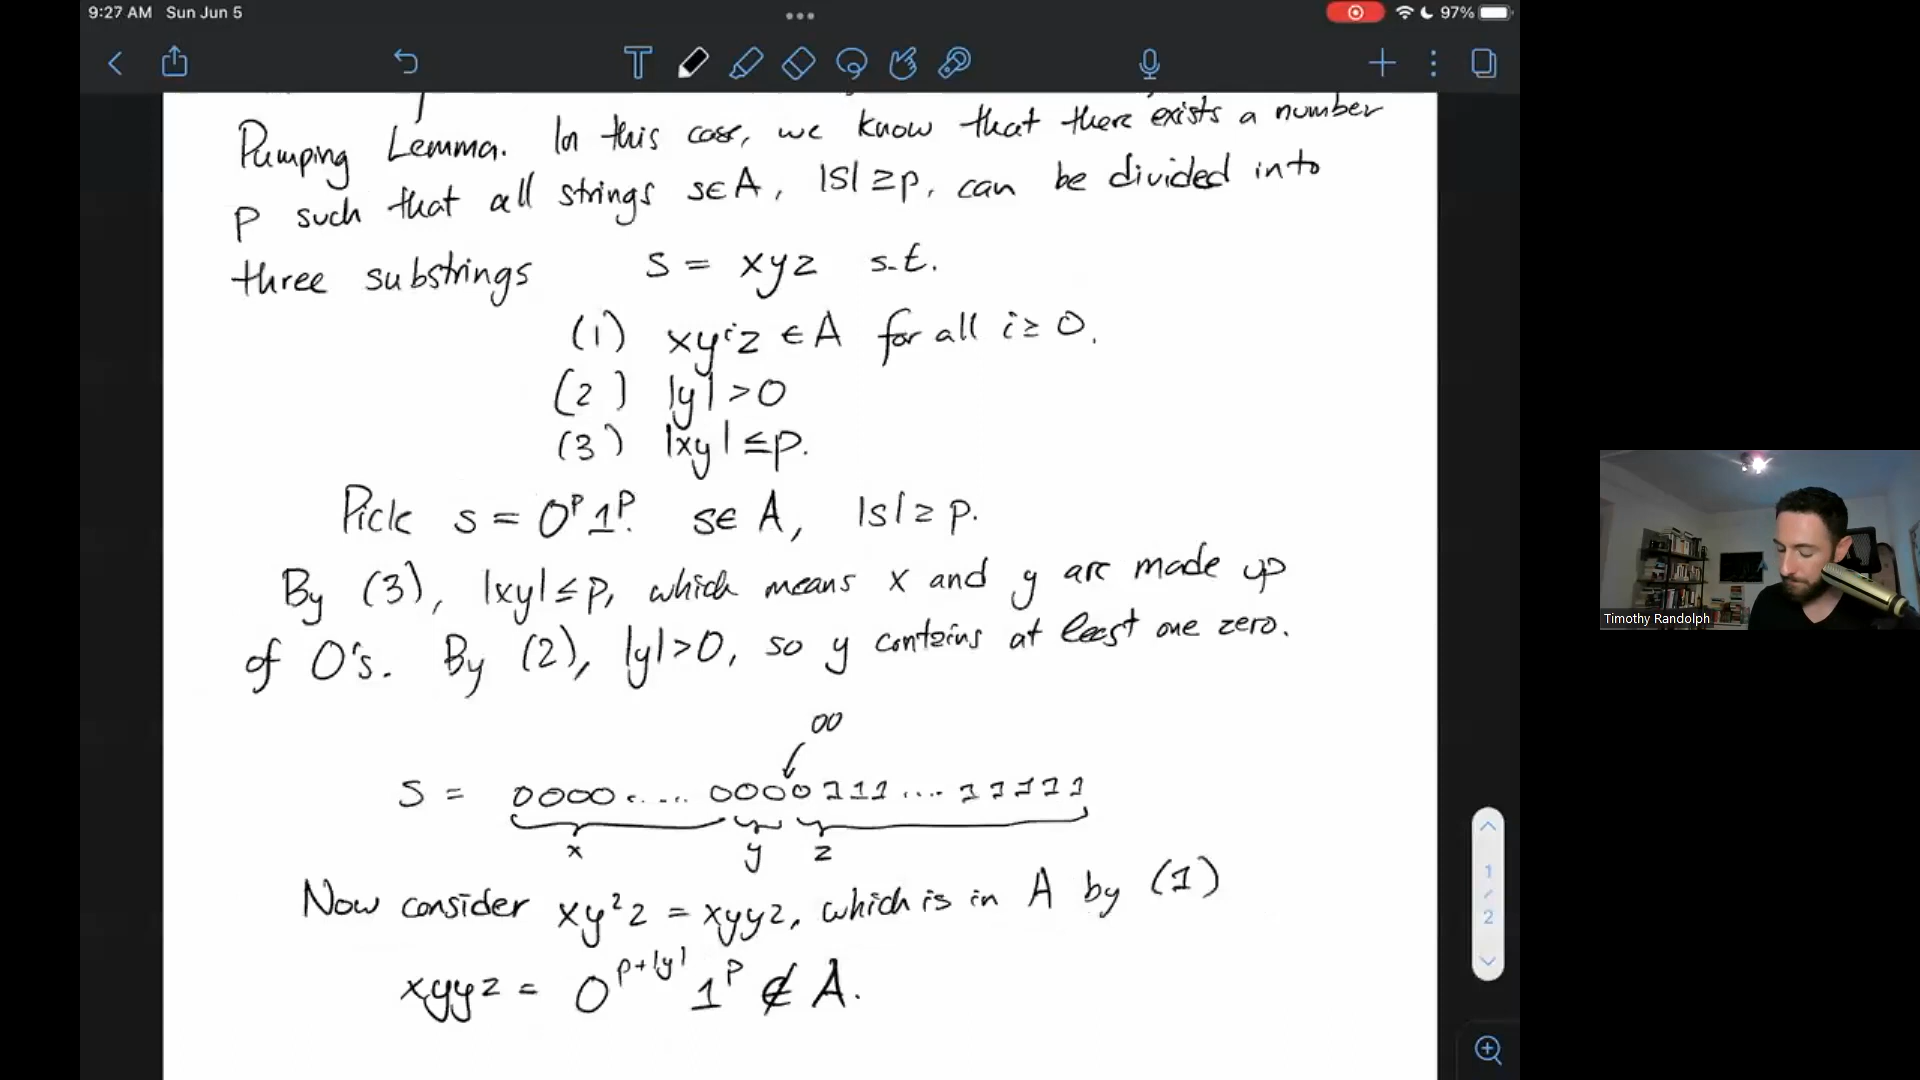 9:27 AM Sun Jun 5
97%
Pumping Lemma. In this case, we know that there exists a number
p such that all strings s∈A, |s|≥p, can be divided into
three substrings s = xyz s.t.
(1) xyⁱz ∈ A for all i ≥ 0.
(2) |y| > 0
(3) |xy| ≤ p.
Pick s = 0ᵖ1ᵖ. s∈ A, |s| ≥ p.
By (3), |xy| ≤ p, which means x and y are made up
of 0's. By (2), |y|>0, so y contains at least one zero.
00
S = 0000...... 00000111....11111
x y z
Now consider xy²z = xyyz, which is in A by (1)
xyyz = 0ᵖ⁺|ʸ| 1ᵖ ∉ A.
1
/
2
Timothy Randolph